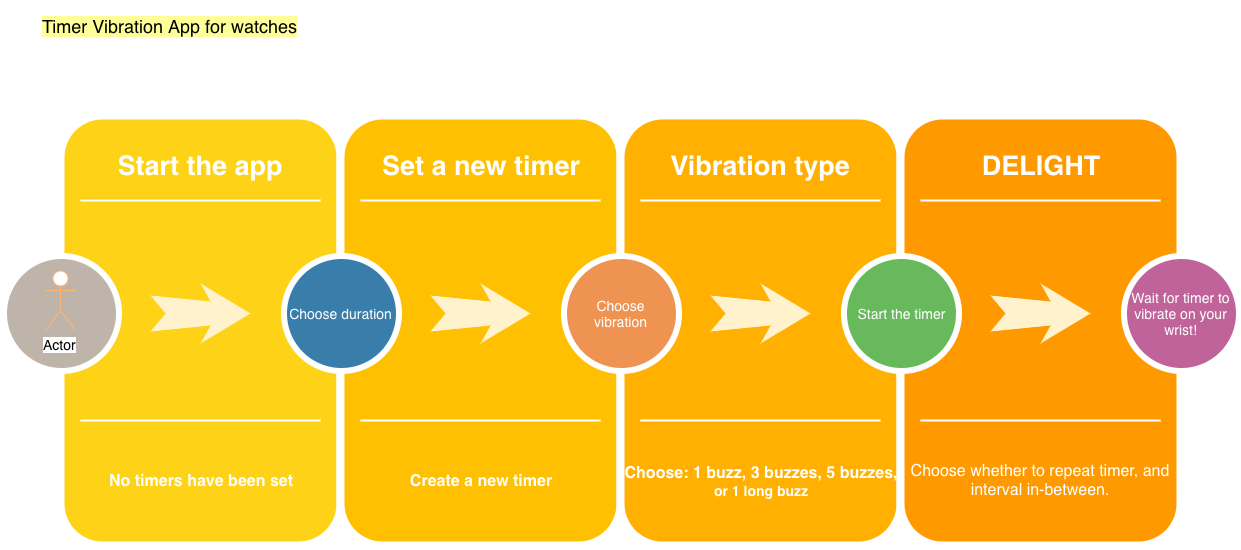 Timer Vibration App for watches
Start the app
Set a new timer
Vibration type
DELIGHT
Actor
Choose duration
Choose
vibration
Start the timer
Wait for timer to
vibrate on your
wrist!
No timers have been set
Create a new timer
Choose: 1 buzz, 3 buzzes, 5 buzzes,
or 1 long buzz
Choose whether to repeat timer, and
interval in-between.